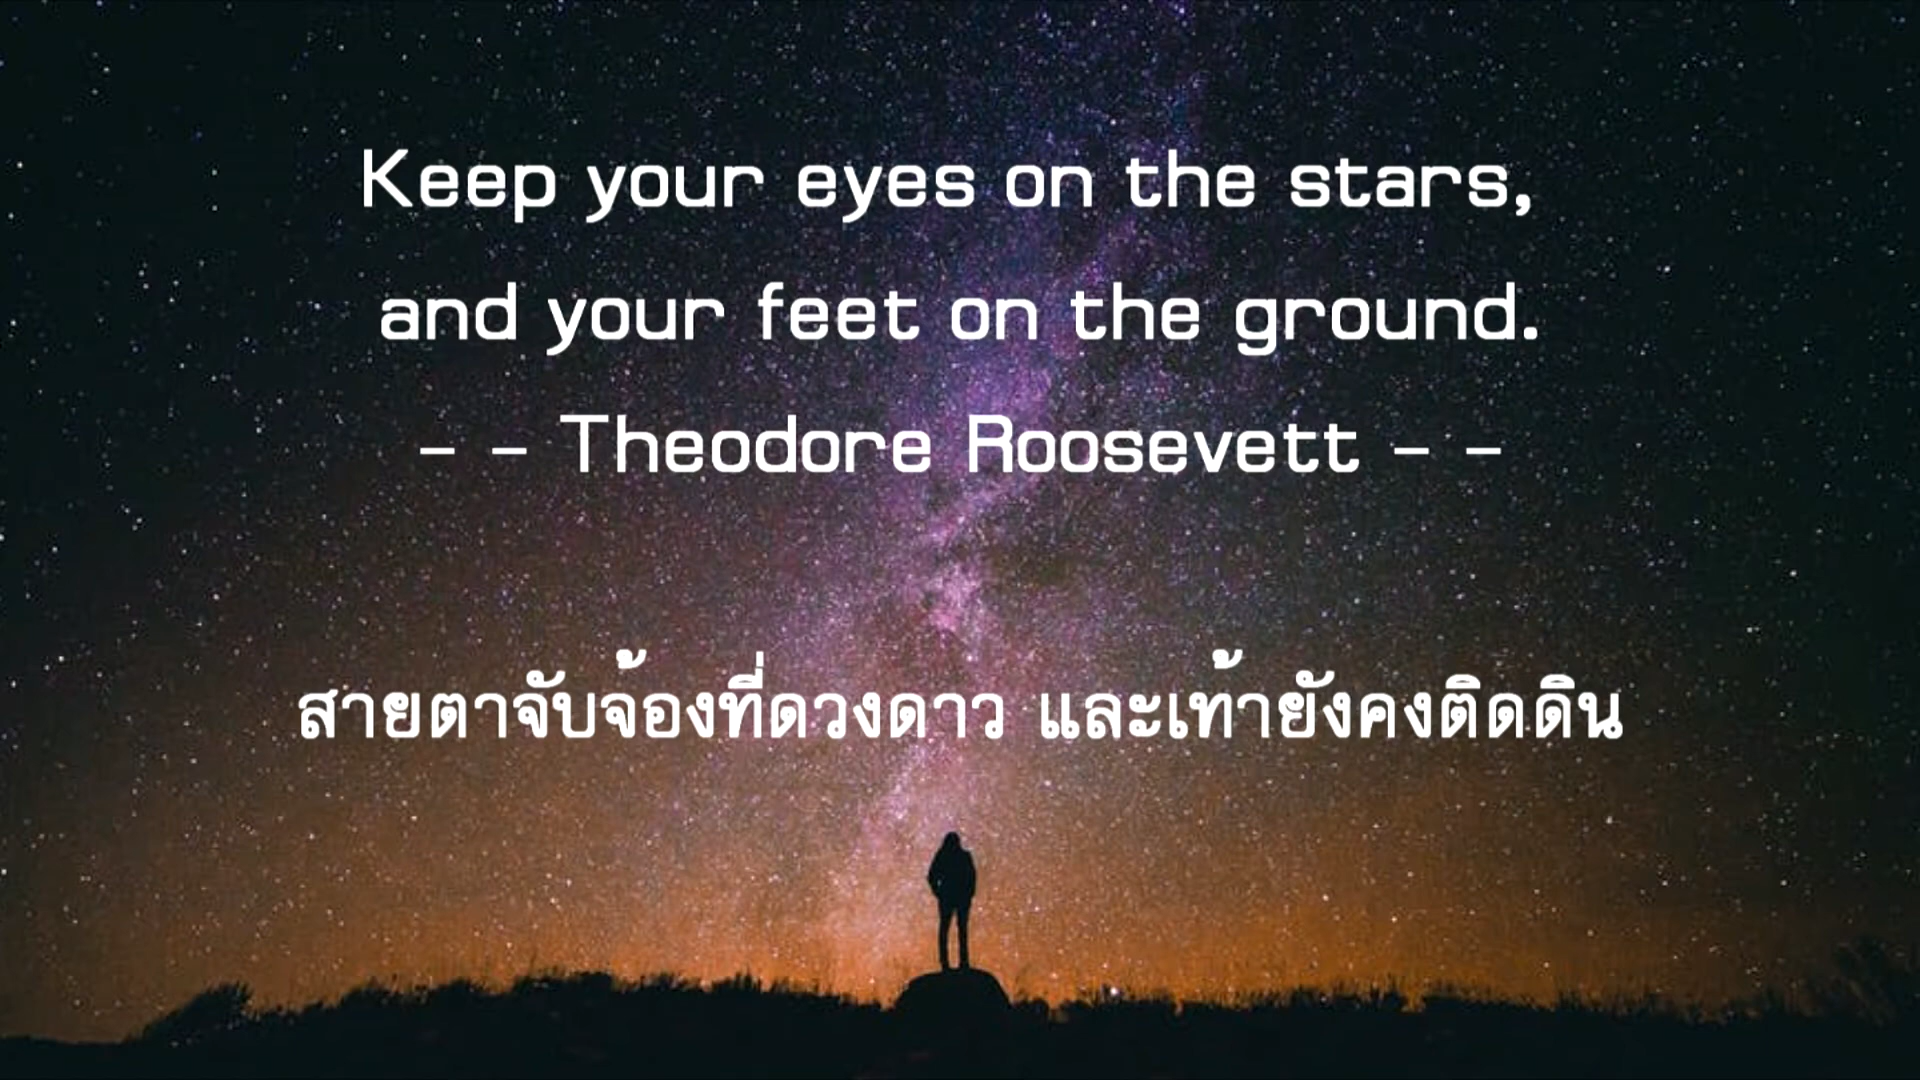 Keep your eyes on the stars,
and your feet on the ground.
- - Theodore Roosevett - -
สายตาจับจ้องที่ดวงดาว และเท้ายังคงติดดิน